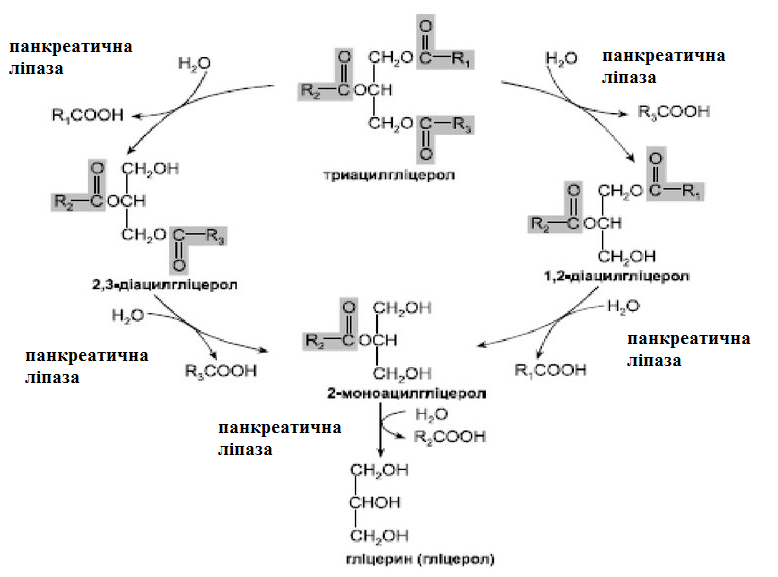 панкреатична
ліпаза
H₂O
R₁COOH
CH₂O C—R₁
O
R₂—C OCH
O
CH₂O C—R₃
O
триацилгліцерол
H₂O
панкреатична
ліпаза
R₃COOH
O
CH₂OH
R₂—C OCH
CH₂O C—R₃
O
2,3-діацилгліцерол
O
CH₂O C—R₁
O
R₂—C OCH
CH₂OH
1,2-діацилгліцерол
H₂O
панкреатична
ліпаза
R₃COOH
O
CH₂OH
R₂—C OCH
CH₂OH
2-моноацилгліцерол
H₂O
панкреатична
ліпаза
R₁COOH
панкреатична
ліпаза
H₂O
R₂COOH
CH₂OH
CHOH
CH₂OH
гліцерин (гліцерол)